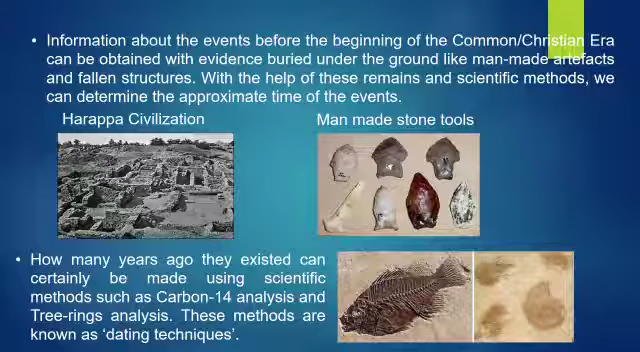 • Information about the events before the beginning of the Common/Christian Era
can be obtained with evidence buried under the ground like man-made artefacts
and fallen structures. With the help of these remains and scientific methods, we
can determine the approximate time of the events.
Harappa Civilization
Man made stone tools
• How many years ago they existed can
certainly be made using scientific
methods such as Carbon-14 analysis and
Tree-rings analysis. These methods are
known as ‘dating techniques’.